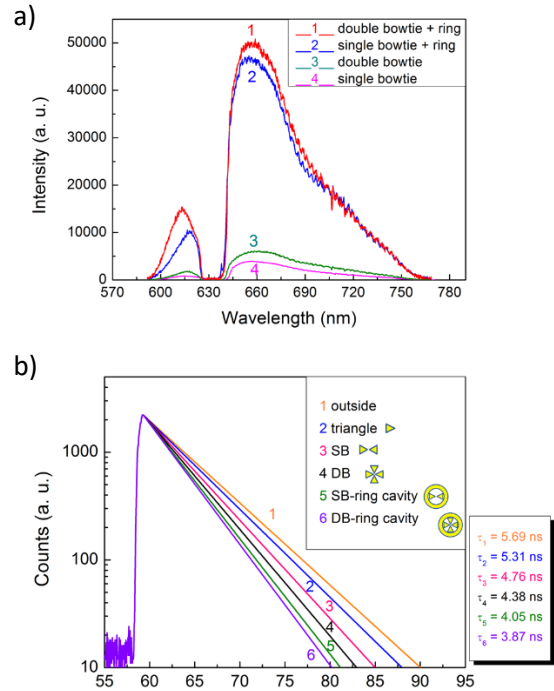 a)
1 double bowtie + ring
2 single bowtie + ring
3 double bowtie
4 single bowtie
1
2
3
4
50000
40000
30000
20000
10000
0
Intensity (a. u.)
570 600 630 660 690 720 750 780
Wavelength (nm)
b)
1 outside
2 triangle
3 SB
4 DB
5 SB-ring cavity
6 DB-ring cavity
1000
100
10
Counts (a. u.)
1
2
3
4
5
6
τ1 = 5.69 ns
τ2 = 5.31 ns
τ3 = 4.76 ns
τ4 = 4.38 ns
τ5 = 4.05 ns
τ6 = 3.87 ns
55 60 65 70 75 80 85 90 95